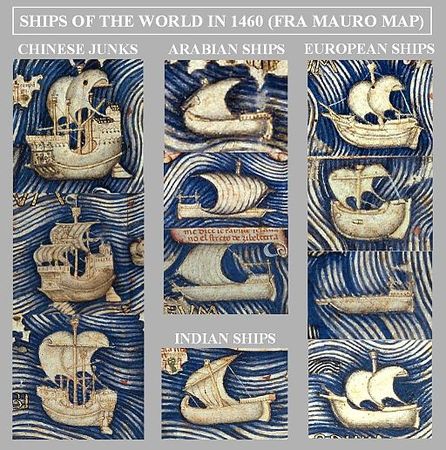 SHIPS OF THE WORLD IN 1460 (FRA MAURO MAP)
CHINESE JUNKS
ARABIAN SHIPS
EUROPEAN SHIPS
INDIAN SHIPS